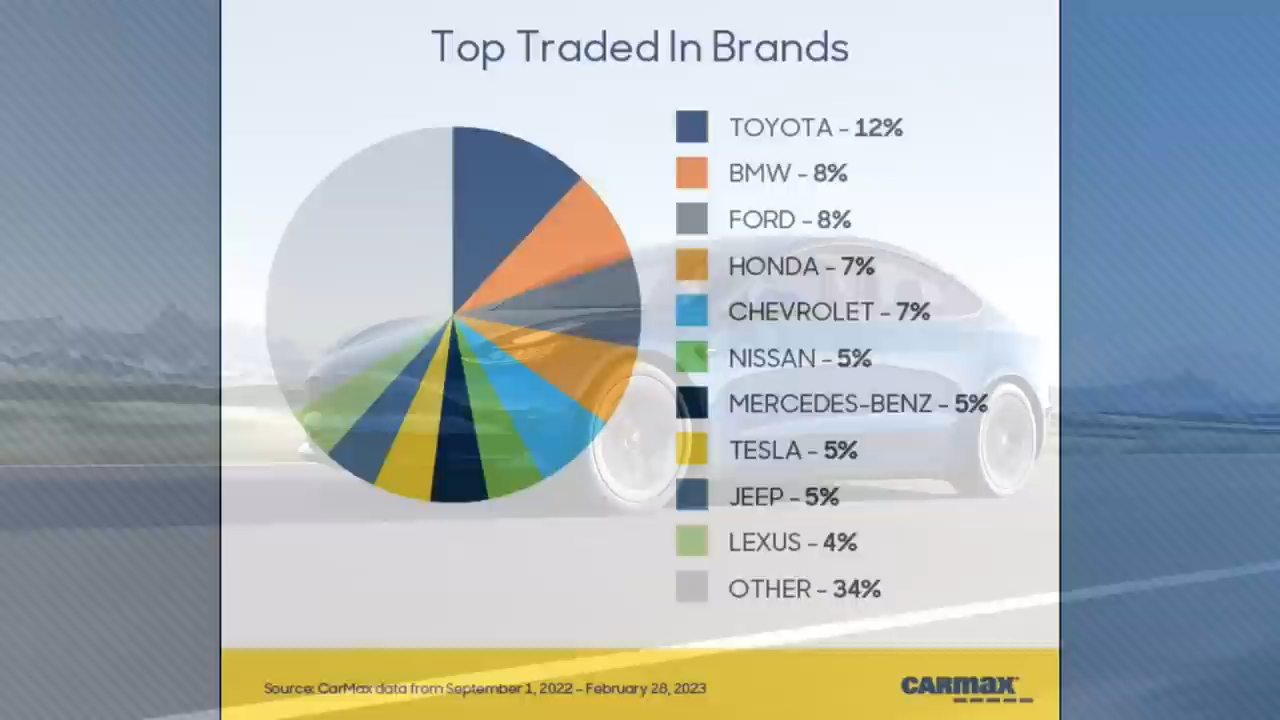 Top Traded In Brands
TOYOTA - 12%
BMW - 8%
FORD - 8%
HONDA - 7%
CHEVROLET - 7%
NISSAN - 5%
MERCEDES-BENZ - 5%
TESLA - 5%
JEEP - 5%
LEXUS - 4%
OTHER - 34%
Source: CarMax data from September 1, 2022 - February 28, 2023
CARMAX